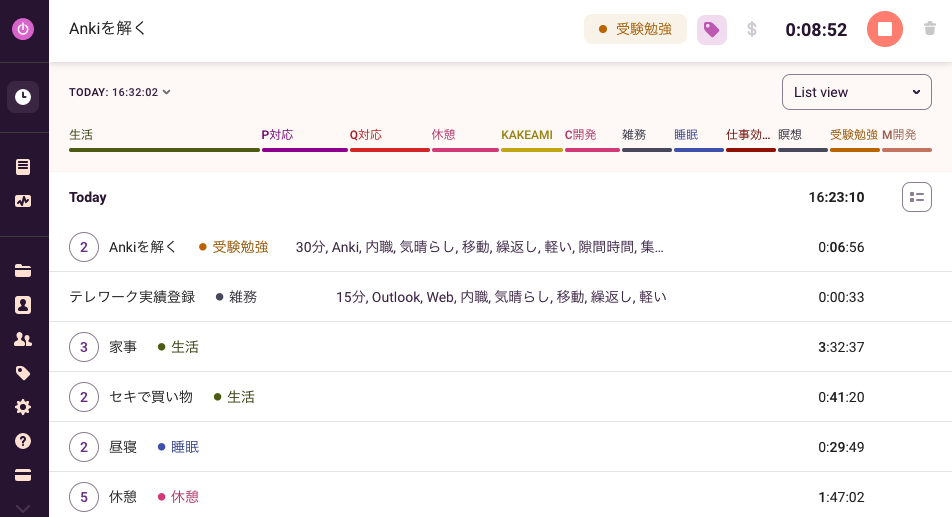 Ankiを解く 受験勉強 $ 0:08:52
TODAY: 16:32:02 List view
生活 P対応 Q対応 休憩 KAKEAMI C開発 雑務 睡眠 仕事効... 瞑想 受験勉強 M開発
Today 16:23:10
2 Ankiを解く 受験勉強 30分, Anki, 内職, 気晴らし, 移動, 繰返し, 軽い, 隙間時間, 集... 0:06:56
テレワーク実績登録 雑務 15分, Outlook, Web, 内職, 気晴らし, 移動, 繰返し, 軽い 0:00:33
3 家事 生活 3:32:37
2 セキで買い物 生活 0:41:20
2 昼寝 睡眠 0:29:49
5 休憩 休憩 1:47:02